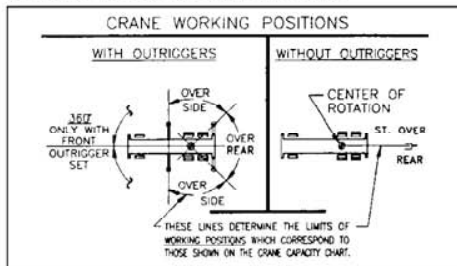 CRANE WORKING POSITIONS
WITH OUTRIGGERS
OVER
SIDE
360°
ONLY WITH
FRONT
OUTRIGGER
SET
OVER
REAR
OVER
SIDE
WITHOUT OUTRIGGERS
CENTER OF
ROTATION
ST. OVER
REAR
THESE LINES DETERMINE THE LIMITS OF
WORKING POSITIONS WHICH CORRESPOND TO
THOSE SHOWN ON THE CRANE CAPACITY CHART.